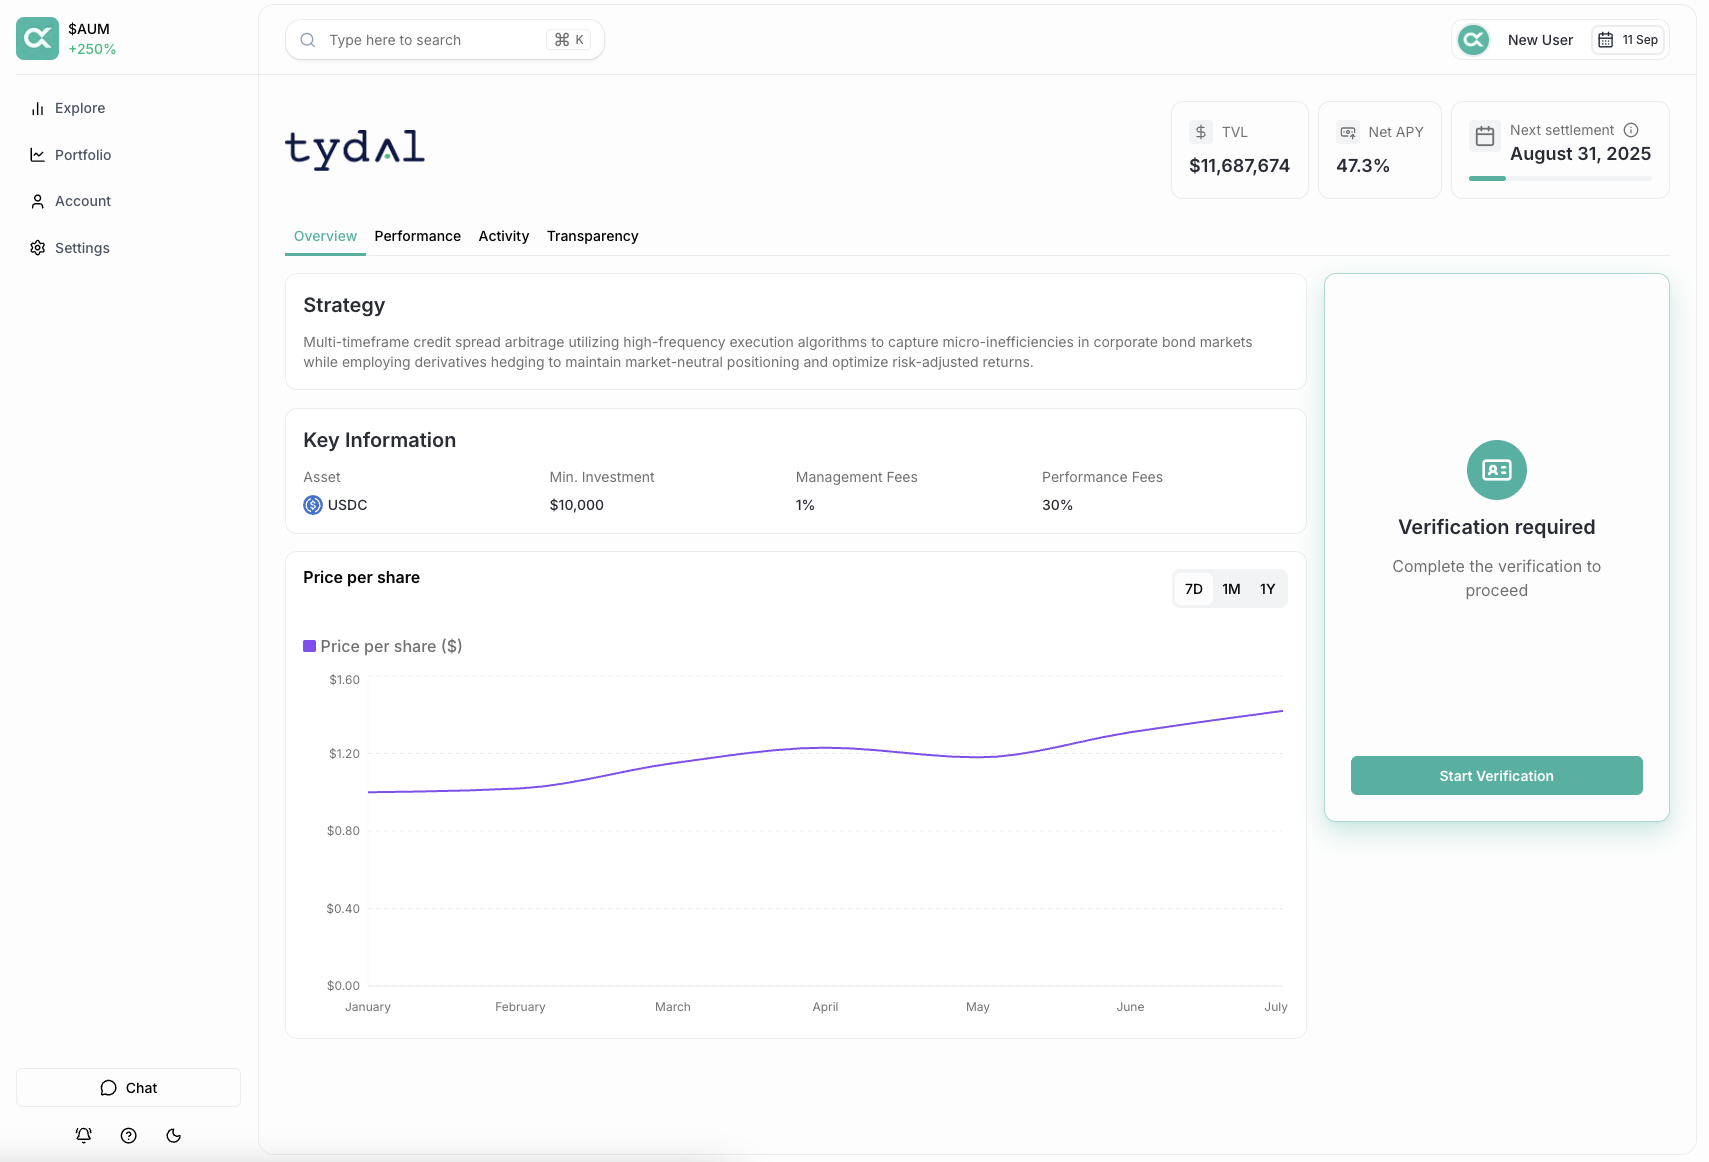 $AUM
+250%
Type here to search
⌘ K
New User
11 Sep
Explore
Portfolio
Account
Settings
tydal
TVL
$11,687,674
Net APY
47.3%
Next settlement
August 31, 2025
Overview Performance Activity Transparency
Strategy
Multi-timeframe credit spread arbitrage utilizing high-frequency execution algorithms to capture micro-inefficiencies in corporate bond markets
while employing derivatives hedging to maintain market-neutral positioning and optimize risk-adjusted returns.
Key Information
Asset Min. Investment Management Fees Performance Fees
USDC $10,000 1% 30%
Price per share
7D 1M 1Y
Price per share ($)
$1.60
$1.20
$0.80
$0.40
$0.00
January February March April May June July
Verification required
Complete the verification to
proceed
Start Verification
Chat